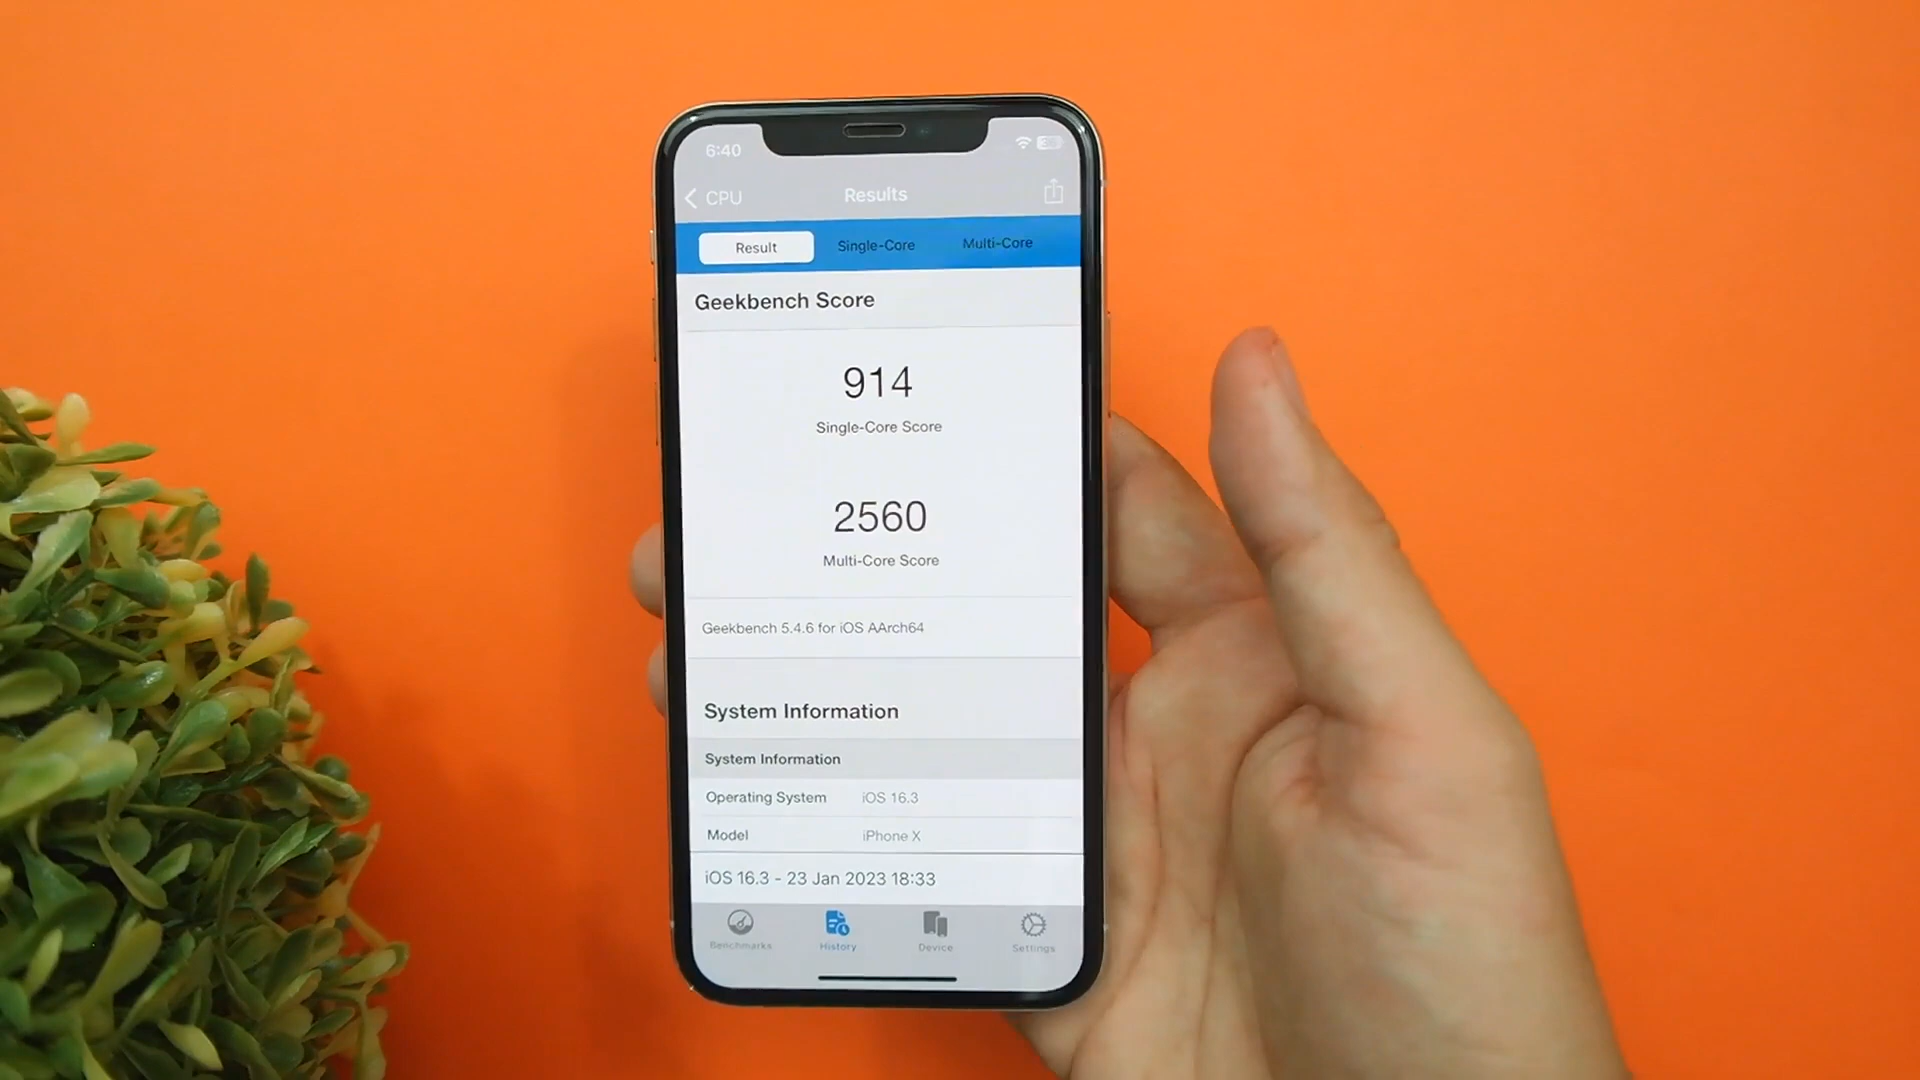 6:40
CPU
Results
Result
Single-Core
Multi-Core
Geekbench Score
914
Single-Core Score
2560
Multi-Core Score
Geekbench 5.4.6 for iOS AArch64
System Information
System Information
Operating System iOS 16.3
Model iPhone X
iOS 16.3 - 23 Jan 2023 18:33
Benchmarks
History
Device
Settings